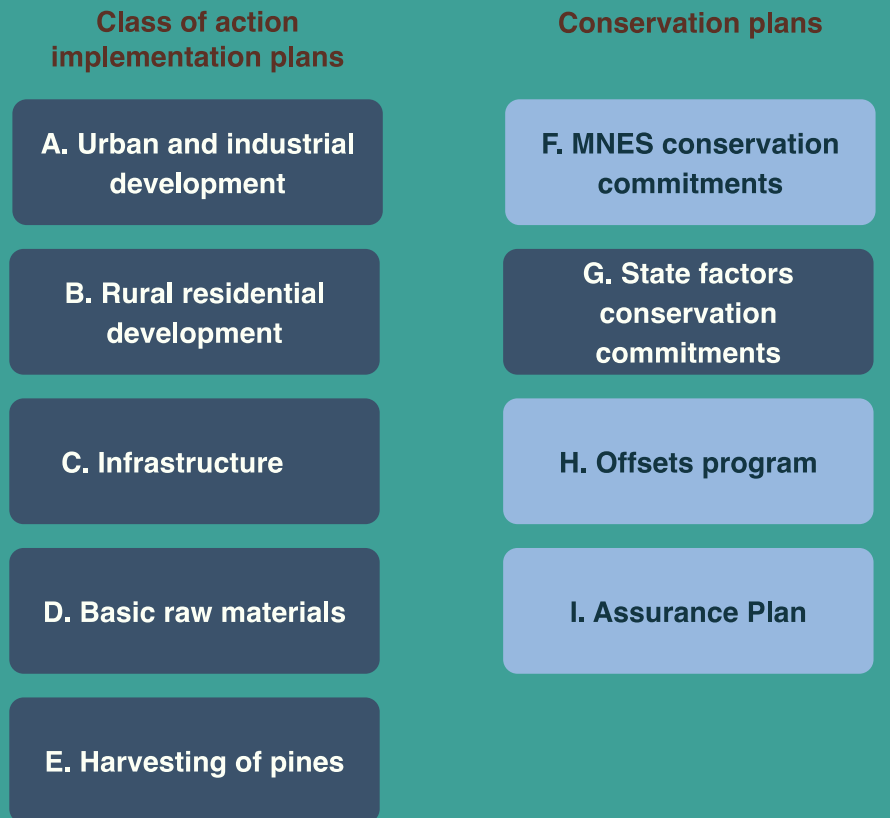 Class of action
implementation plans
A. Urban and industrial
development
B. Rural residential
development
C. Infrastructure
D. Basic raw materials
E. Harvesting of pines
Conservation plans
F. MNES conservation
commitments
G. State factors
conservation
commitments
H. Offsets program
I. Assurance Plan